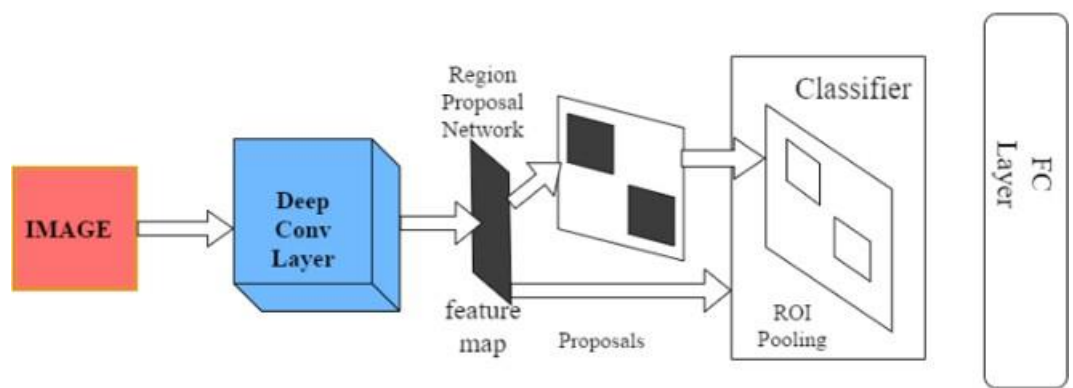 IMAGE
Deep
Conv
Layer
Region
Proposal
Network
feature
map
Proposals
Classifier
ROI
Pooling
FC
Layer